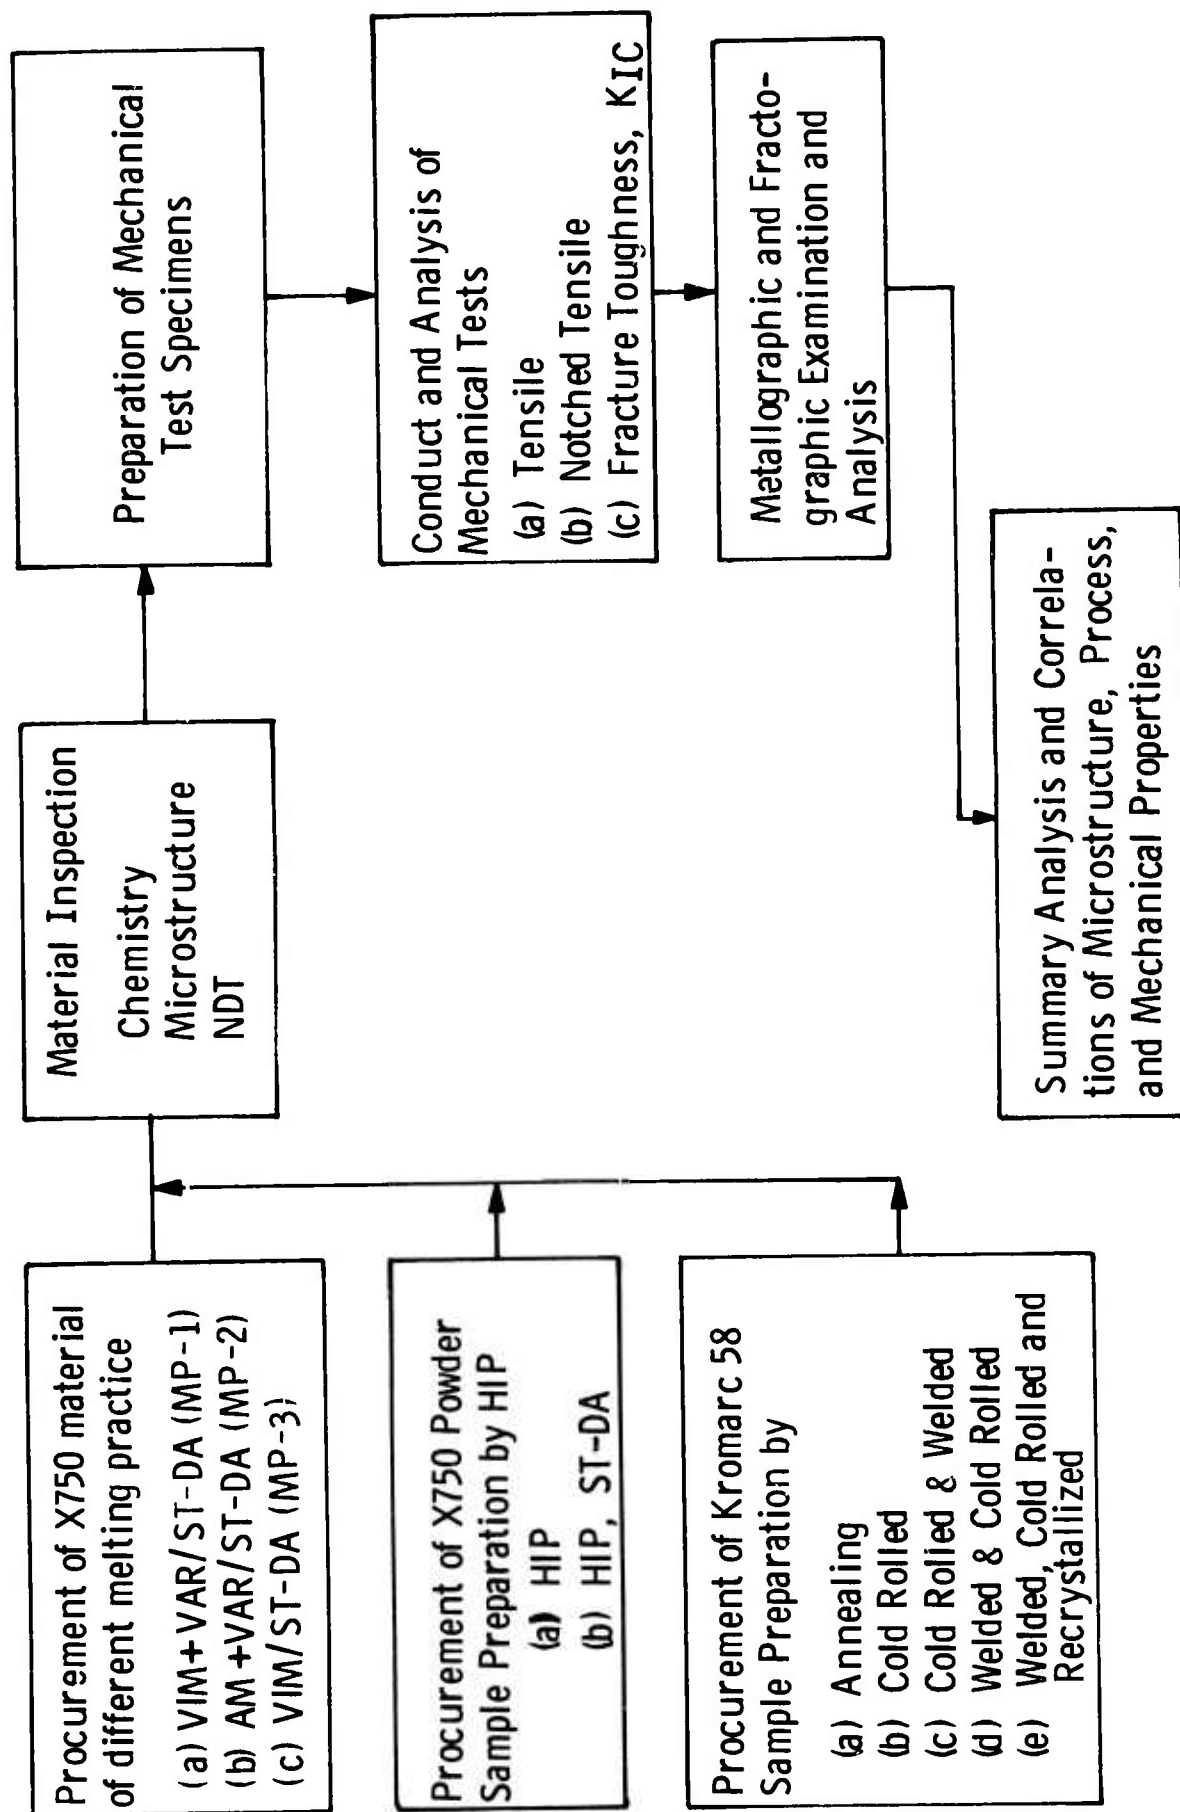 Procurement of X750 material
of different melting practice
(a) VIM+VAR/ST-DA (MP-1)
(b) AM+VAR/ST-DA (MP-2)
(c) VIM/ST-DA (MP-3)
Procurement of X750 Powder
Sample Preparation by HIP
(a) HIP
(b) HIP, ST-DA
Procurement of Kromarc 58
Sample Preparation by
(a) Annealing
(b) Cold Rolled
(c) Cold Rolled & Welded
(d) Welded & Cold Rolled
(e) Welded, Cold Rolled and
Recrystallized
Material Inspection
Chemistry
Microstructure
NDT
Preparation of Mechanical
Test Specimens
Conduct and Analysis of
Mechanical Tests
(a) Tensile
(b) Notched Tensile
(c) Fracture Toughness, KIC
Metallographic and Fracto-
graphic Examination and
Analysis
Summary Analysis and Correla-
tions of Microstructure, Process,
and Mechanical Properties